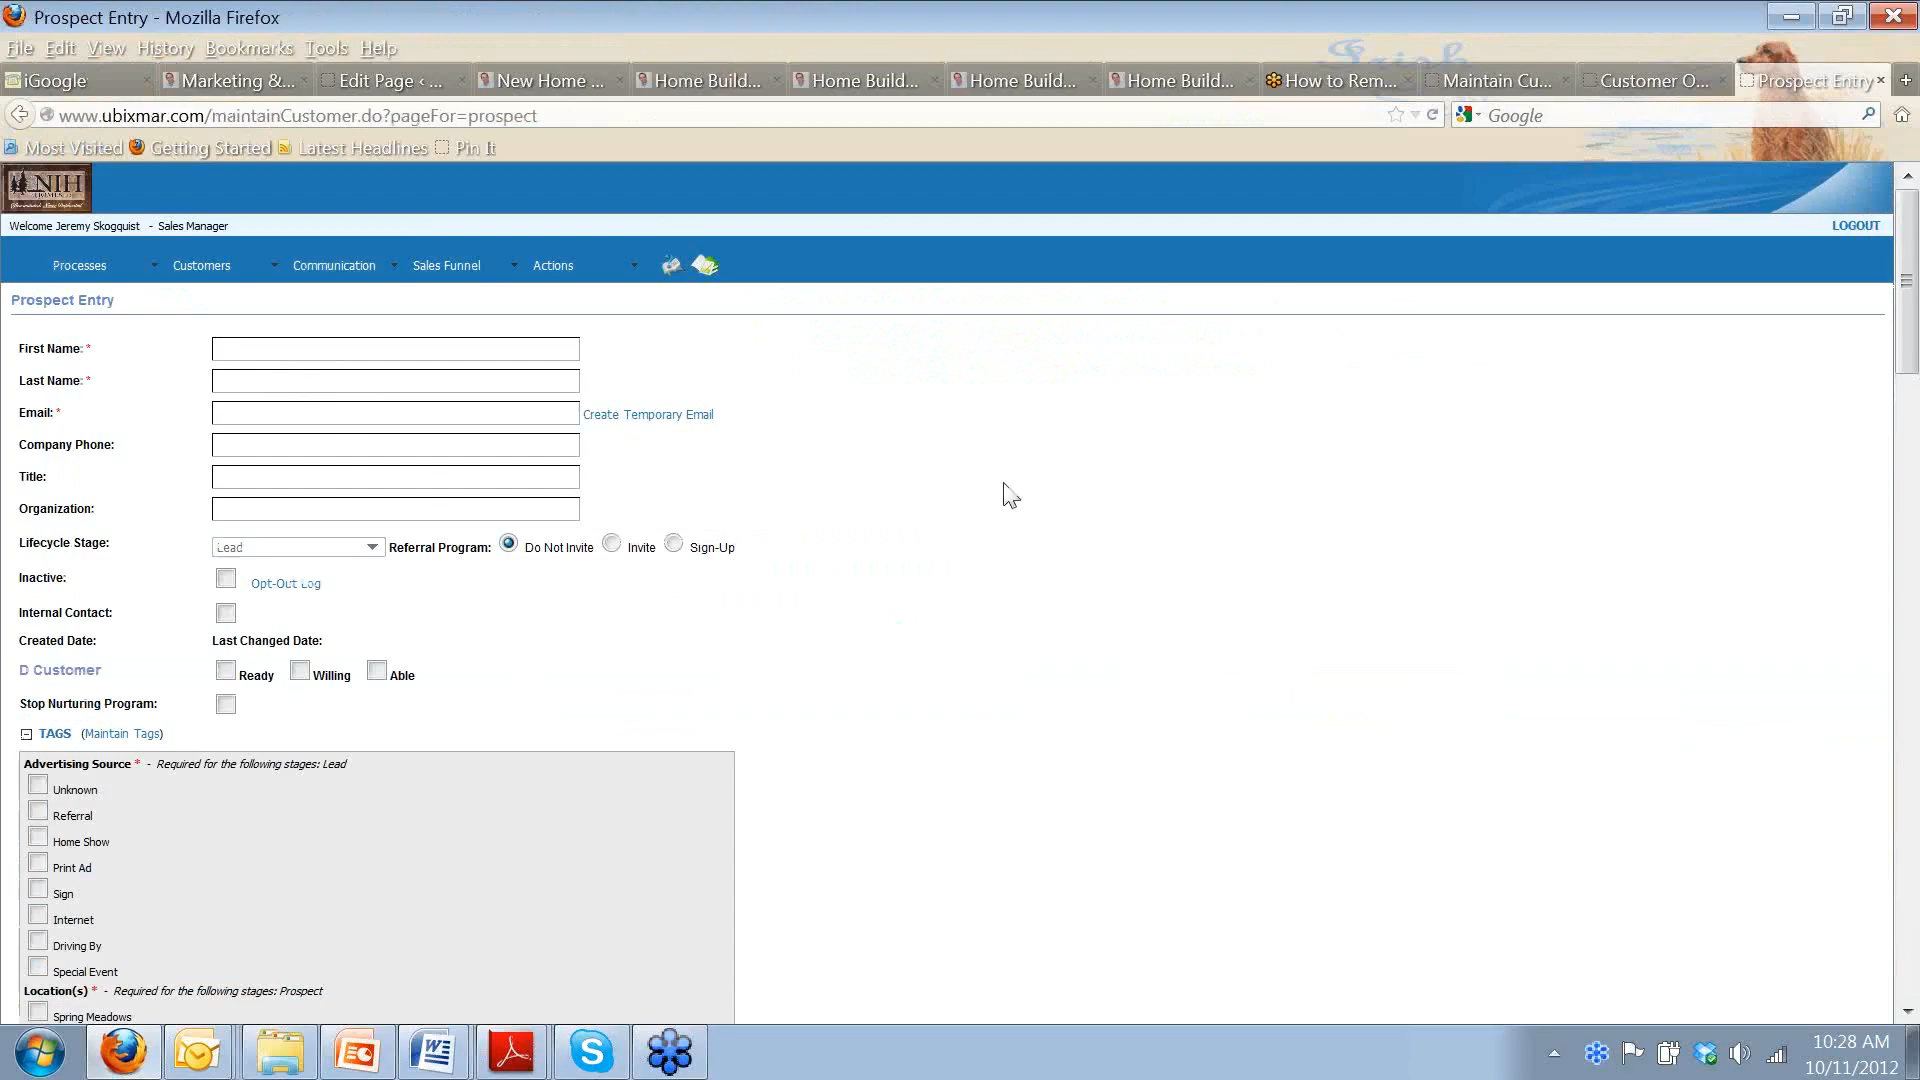 Prospect Entry - Mozilla Firefox
File Edit View History Bookmarks Tools Help
iGoogle Marketing &... Edit Page ‹ ... New Home ... Home Build... Home Build... Home Build... Home Build... How to Rem... Maintain Cu... Customer O... Prospect Entry
www.ubixmar.com/maintainCustomer.do?pageFor=prospect Google
Most Visited Getting Started Latest Headlines Pin It
NIH
HOMES
Welcome Jeremy Skogquist - Sales Manager LOGOUT
Processes Customers Communication Sales Funnel Actions
Prospect Entry
First Name: *
Last Name: *
Email: * Create Temporary Email
Company Phone:
Title:
Organization:
Lifecycle Stage: Lead Referral Program: Do Not Invite Invite Sign-Up
Inactive: Opt-Out Log
Internal Contact:
Created Date: Last Changed Date:
D Customer Ready Willing Able
Stop Nurturing Program:
TAGS (Maintain Tags)
Advertising Source * - Required for the following stages: Lead
Unknown
Referral
Home Show
Print Ad
Sign
Internet
Driving By
Special Event
Location(s) * - Required for the following stages: Prospect
Spring Meadows
10:28 AM
10/11/2012